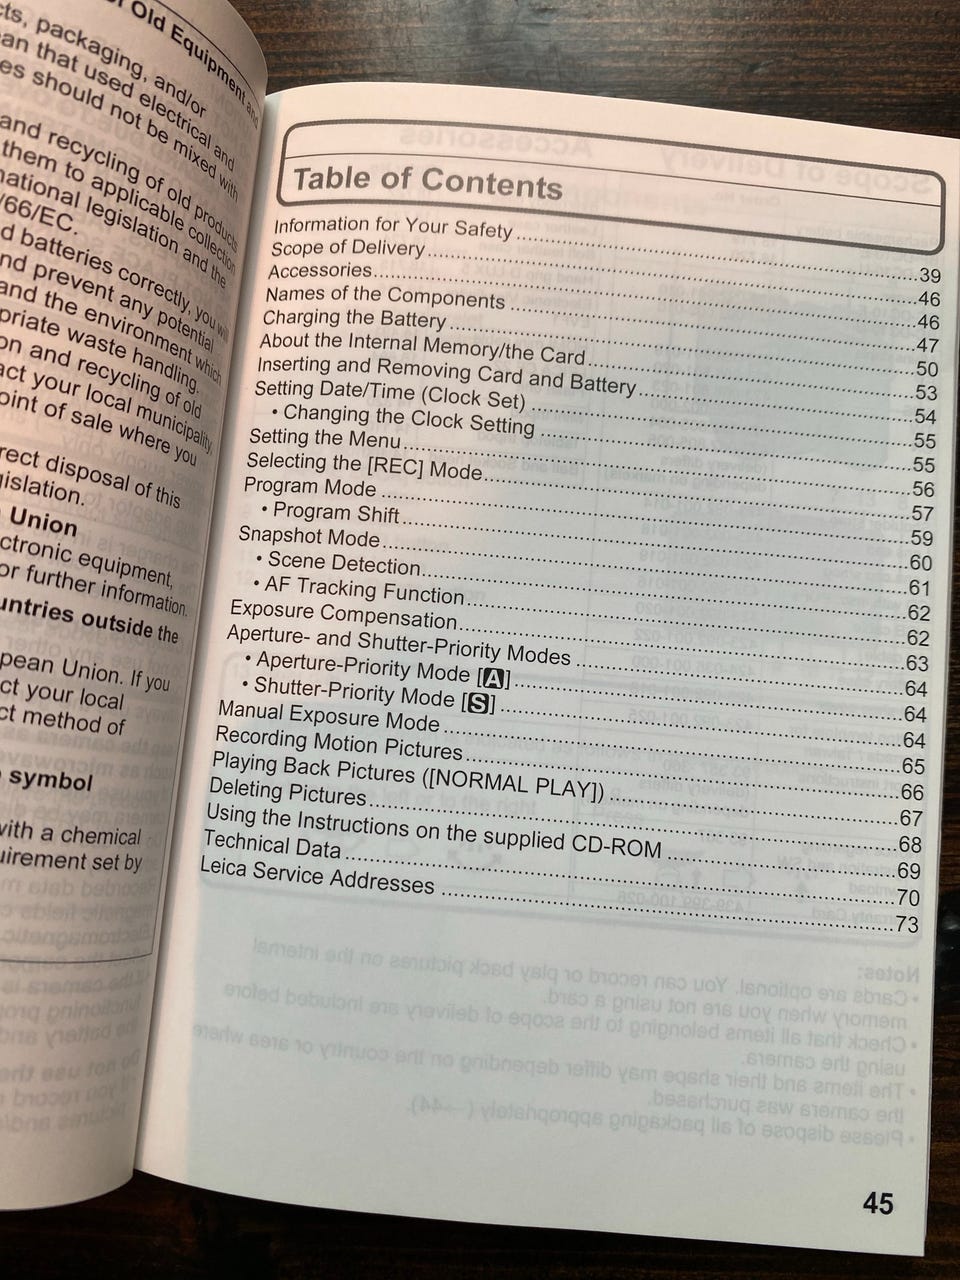 of Old Equipment and
cts, packaging, and/or
ean that used electrical and
es should not be mixed with
and recycling of old products
them to applicable collection
national legislation and the
/66/EC.
d batteries correctly, you will
and prevent any potential
and the environment which
priate waste handling.
on and recycling of old
act your local municipality,
oint of sale where you
rrect disposal of this
gislation.
Union
ctronic equipment,
or further information.
untries outside the
pean Union. If you
ct your local
ct method of
symbol
with a chemical
uirement set by
Table of Contents
Information for Your Safety ........ 39
Scope of Delivery ........ 46
Accessories ........ 46
Names of the Components ........ 47
Charging the Battery ........ 50
About the Internal Memory/the Card ........ 53
Inserting and Removing Card and Battery ........ 54
Setting Date/Time (Clock Set) ........ 55
• Changing the Clock Setting ........ 55
Setting the Menu ........ 56
Selecting the [REC] Mode ........ 57
Program Mode ........ 59
• Program Shift ........ 60
Snapshot Mode ........ 61
• Scene Detection ........ 62
• AF Tracking Function ........ 62
Exposure Compensation ........ 63
Aperture- and Shutter-Priority Modes ........ 64
• Aperture-Priority Mode [A] ........ 64
• Shutter-Priority Mode [S] ........ 64
Manual Exposure Mode ........ 65
Recording Motion Pictures ........ 66
Playing Back Pictures ([NORMAL PLAY]) ........ 67
Deleting Pictures ........ 68
Using the Instructions on the supplied CD-ROM ........ 69
Technical Data ........ 70
Leica Service Addresses ........ 73
45